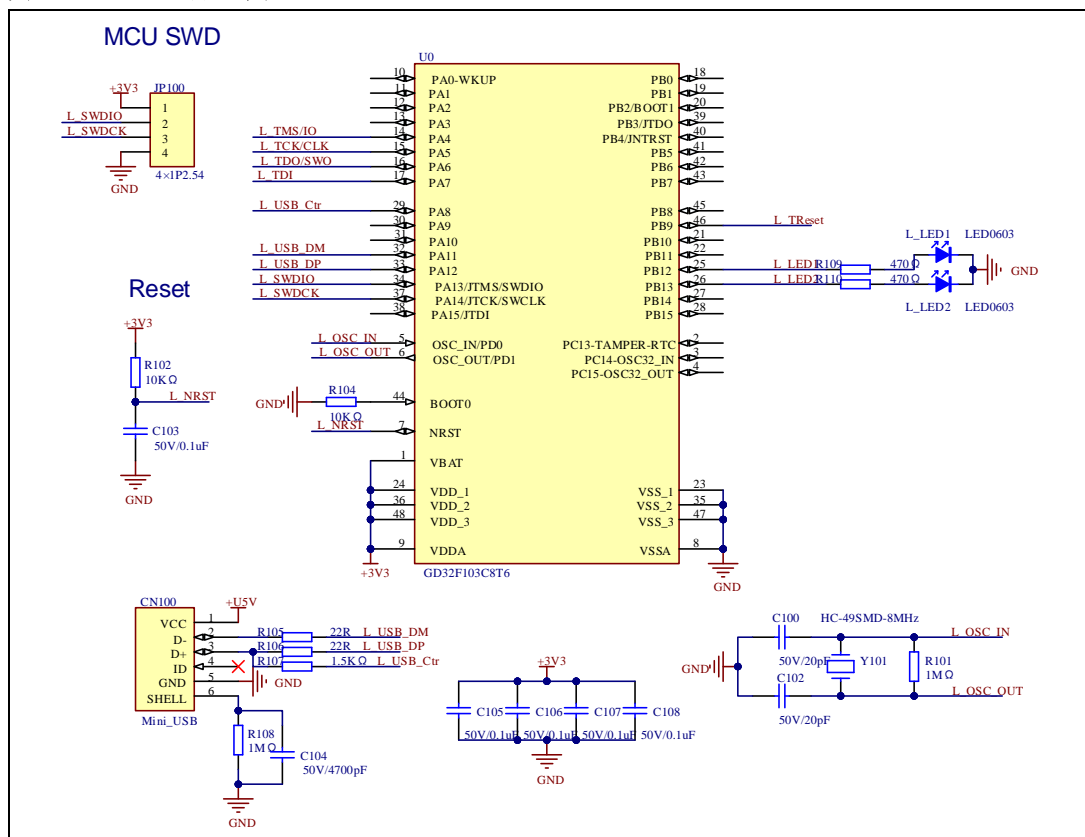 MCU SWD
+3V3
JP100
1
L_SWDIO
2
L_SWDCK
3
4
GND
4×1P2.54
Reset
+3V3
R102
10KΩ
L_NRST
C103
50V/0.1uF
GND
U0
10 PA0-WKUP
11 PA1
12 PA2
13 PA3
L_TMS/IO 14 PA4
L_TCK/CLK 15 PA5
L_TDO/SWO 16 PA6
L_TDI 17 PA7
L_USB_Ctr 29 PA8
30 PA9
31 PA10
L_USB_DM 32 PA11
L_USB_DP 33 PA12
L_SWDIO 34 PA13/JTMS/SWDIO
L_SWDCK 37 PA14/JTCK/SWCLK
38 PA15/JTDI
L_OSC_IN 5 OSC_IN/PD0
L_OSC_OUT 6 OSC_OUT/PD1
R104
GND 44 BOOT0
10KΩ
L_NRST 7 NRST
1 VBAT
24 VDD_1
36 VDD_2
48 VDD_3
9 VDDA
+3V3
GD32F103C8T6
PB0 18
PB1 19
PB2/BOOT1 20
PB3/JTDO 39
PB4/JNTRST 40
PB5 41
PB6 42
PB7 43
PB8 45
PB9 46 L_TReset
PB10 21
PB11 22
PB12 25 L_LED1 R109 470Ω
PB13 26 L_LED2 R110 470Ω
PB14 27
PB15 28
L_LED1 LED0603
GND
L_LED2 LED0603
PC13-TAMPER-RTC 2
PC14-OSC32_IN 3
PC15-OSC32_OUT 4
VSS_1 23
VSS_2 35
VSS_3 47
VSSA 8
GND
CN100
+U5V
VCC 1
D- 2 R105 22R L_USB_DM
D+ 3 R106 22R L_USB_DP
ID 4 R107 1.5KΩ L_USB_Ctr
GND 5 GND
SHELL 6
Mini_USB
R108
1MΩ
C104
50V/4700pF
GND
+3V3
C105 C106 C107 C108
50V/0.1uF 50V/0.1uF 50V/0.1uF 50V/0.1uF
GND
C100 HC-49SMD-8MHz
L_OSC_IN
50V/20pF
GND
Y101
R101
1MΩ
C102
L_OSC_OUT
50V/20pF